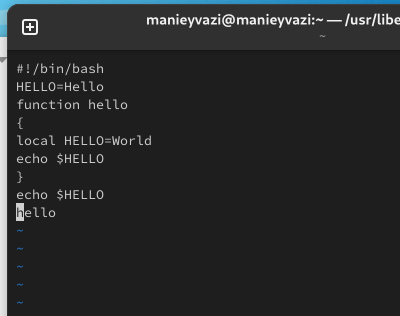 manieyvazi@manieyvazi:~ — /usr/libe
~
#!/bin/bash
HELLO=Hello
function hello
{
local HELLO=World
echo $HELLO
}
echo $HELLO
hello
~
~
~
~
~